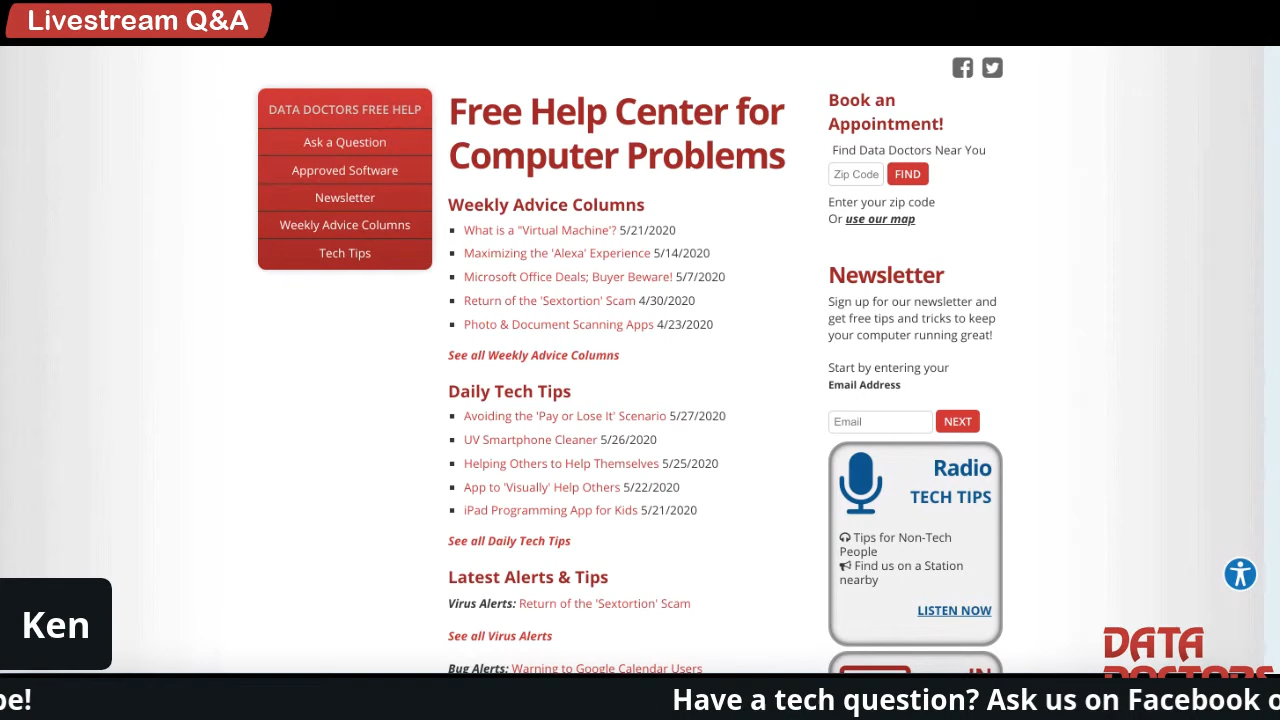 Livestream Q&A
DATA DOCTORS FREE HELP
Ask a Question
Approved Software
Newsletter
Weekly Advice Columns
Tech Tips
Free Help Center for
Computer Problems
Weekly Advice Columns
What is a "Virtual Machine'? 5/21/2020
Maximizing the 'Alexa' Experience 5/14/2020
Microsoft Office Deals; Buyer Beware! 5/7/2020
Return of the 'Sextortion' Scam 4/30/2020
Photo & Document Scanning Apps 4/23/2020
See all Weekly Advice Columns
Daily Tech Tips
Avoiding the 'Pay or Lose It' Scenario 5/27/2020
UV Smartphone Cleaner 5/26/2020
Helping Others to Help Themselves 5/25/2020
App to 'Visually' Help Others 5/22/2020
iPad Programming App for Kids 5/21/2020
See all Daily Tech Tips
Latest Alerts & Tips
Virus Alerts: Return of the 'Sextortion' Scam
See all Virus Alerts
Bug Alerts: Warning to Google Calendar Users
Book an
Appointment!
Find Data Doctors Near You
Zip Code FIND
Enter your zip code
Or use our map
Newsletter
Sign up for our newsletter and
get free tips and tricks to keep
your computer running great!
Start by entering your
Email Address
Email NEXT
Radio
TECH TIPS
Tips for Non-Tech
People
Find us on a Station
nearby
LISTEN NOW
IN
Ken
DATA
DOCTORS
pe! Have a tech question? Ask us on Facebook o